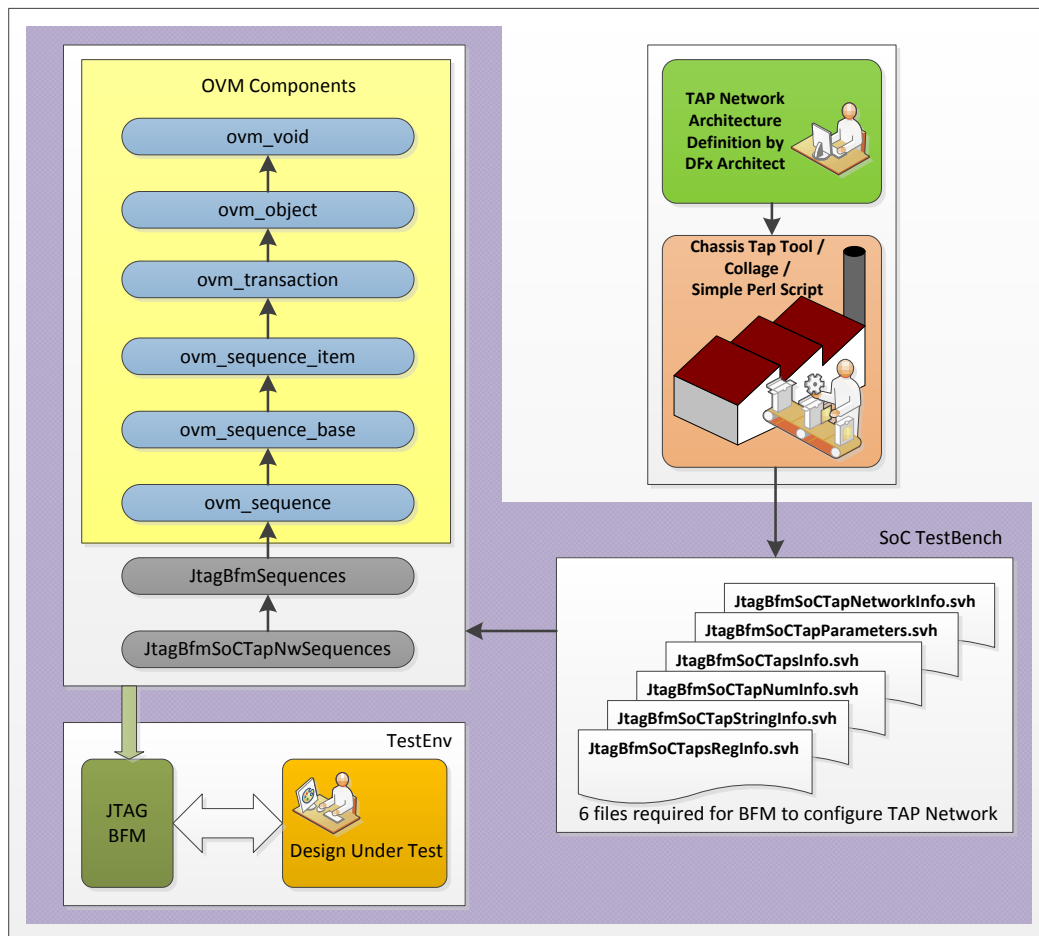 OVM Components
ovm_void
ovm_object
ovm_transaction
ovm_sequence_item
ovm_sequence_base
ovm_sequence
JtagBfmSequences
JtagBfmSoCTapNwSequences
TAP Network
Architecture
Definition by
DFx Architect
Chassis Tap Tool /
Collage /
Simple Perl Script
SoC TestBench
JtagBfmSoCTapNetworkInfo.svh
JtagBfmSoCTapParameters.svh
JtagBfmSoCTapsInfo.svh
JtagBfmSoCTapNumInfo.svh
JtagBfmSoCTapStringInfo.svh
JtagBfmSoCTapsRegInfo.svh
6 files required for BFM to configure TAP Network
TestEnv
JTAG
BFM
Design Under Test